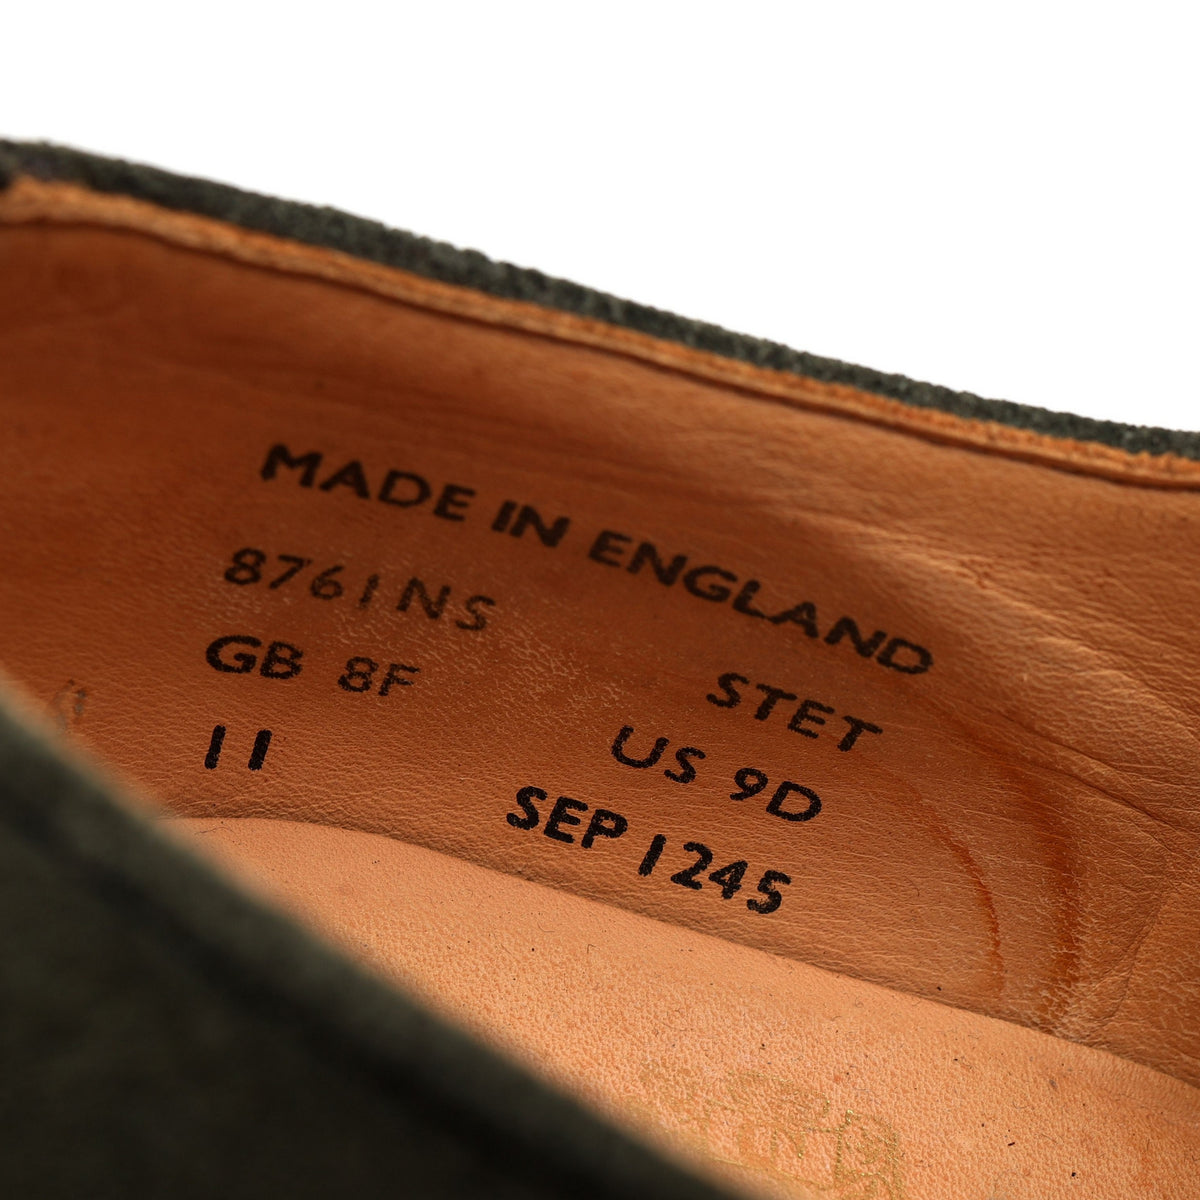 MADE IN ENGLAND
8761NS STET
GB 8F US 9D
11 SEP 1245